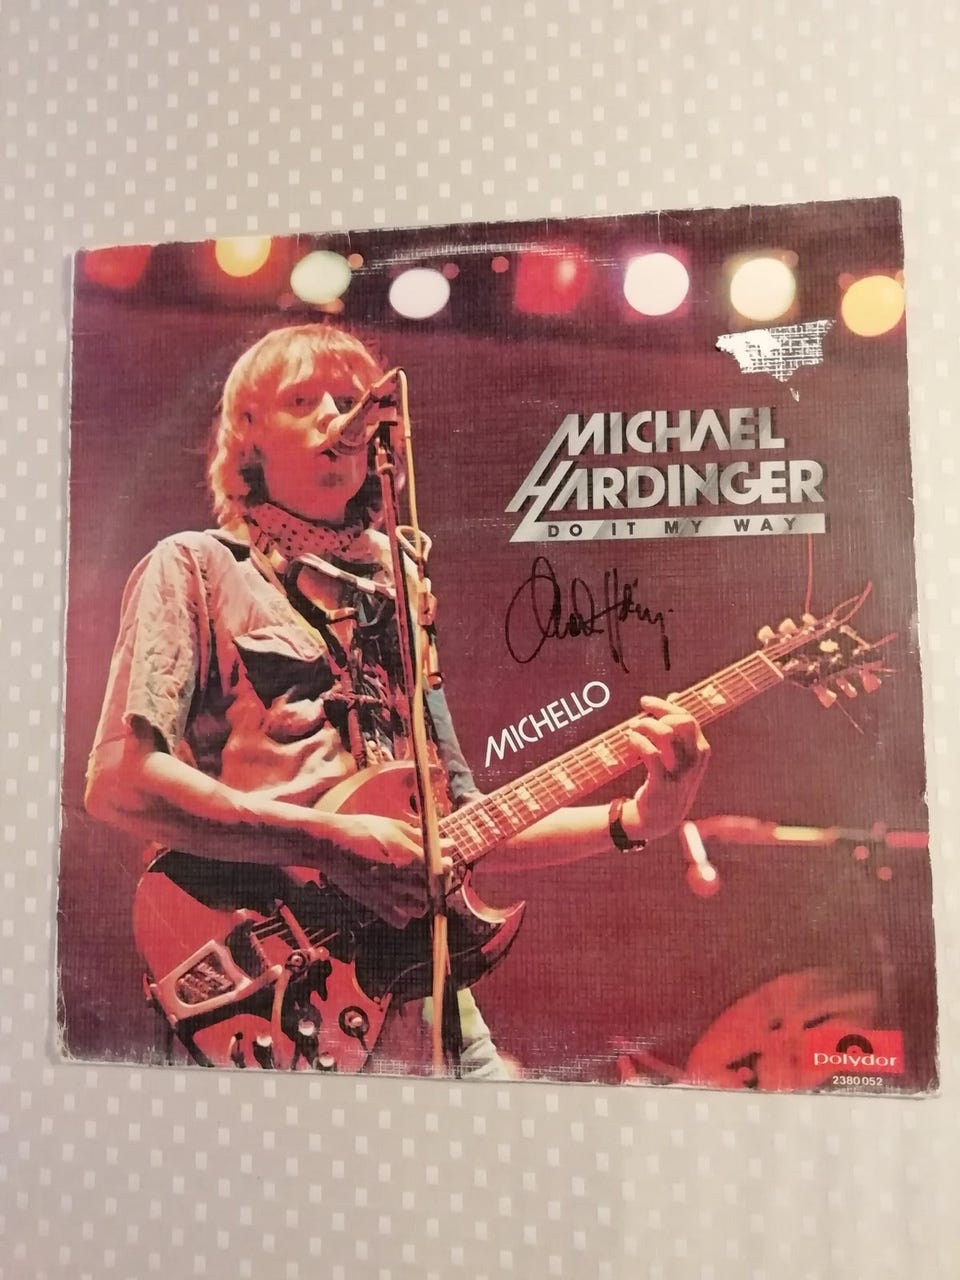 MICHAEL
HARDINGER
DO IT MY WAY
MICHELLO
polydor
2380 052